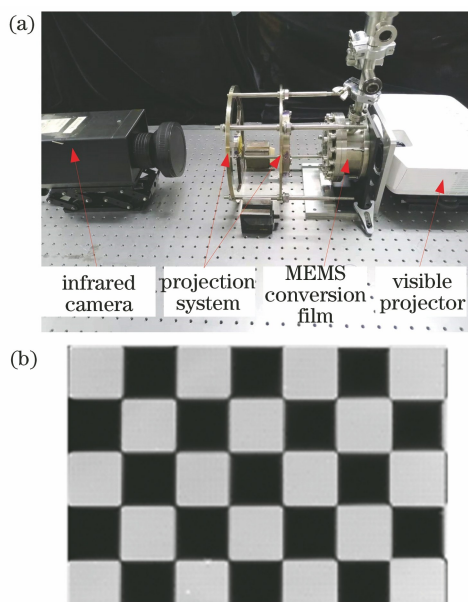 (a)
infrared
camera
projection
system
MEMS
conversion
film
visible
projector
(b)